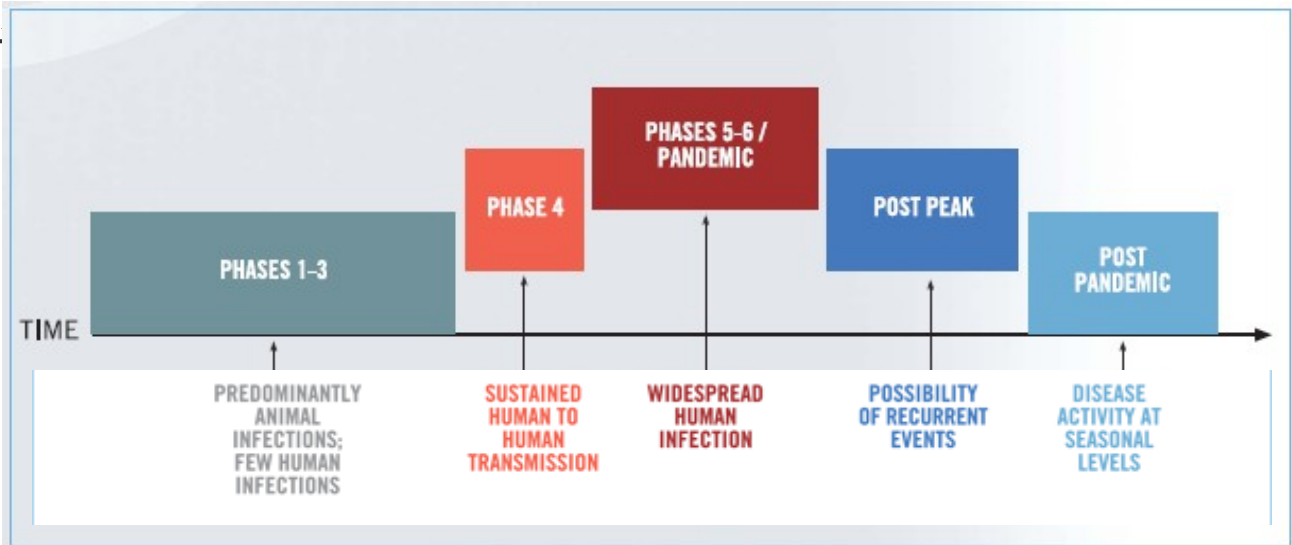 PHASES 5–6 /
PANDEMIC
PHASE 4
POST PEAK
PHASES 1–3
POST
PANDEMIC
TIME
PREDOMINANTLY
ANIMAL
INFECTIONS;
FEW HUMAN
INFECTIONS
SUSTAINED
HUMAN TO
HUMAN
TRANSMISSION
WIDESPREAD
HUMAN
INFECTION
POSSIBILITY
OF RECURRENT
EVENTS
DISEASE
ACTIVITY AT
SEASONAL
LEVELS